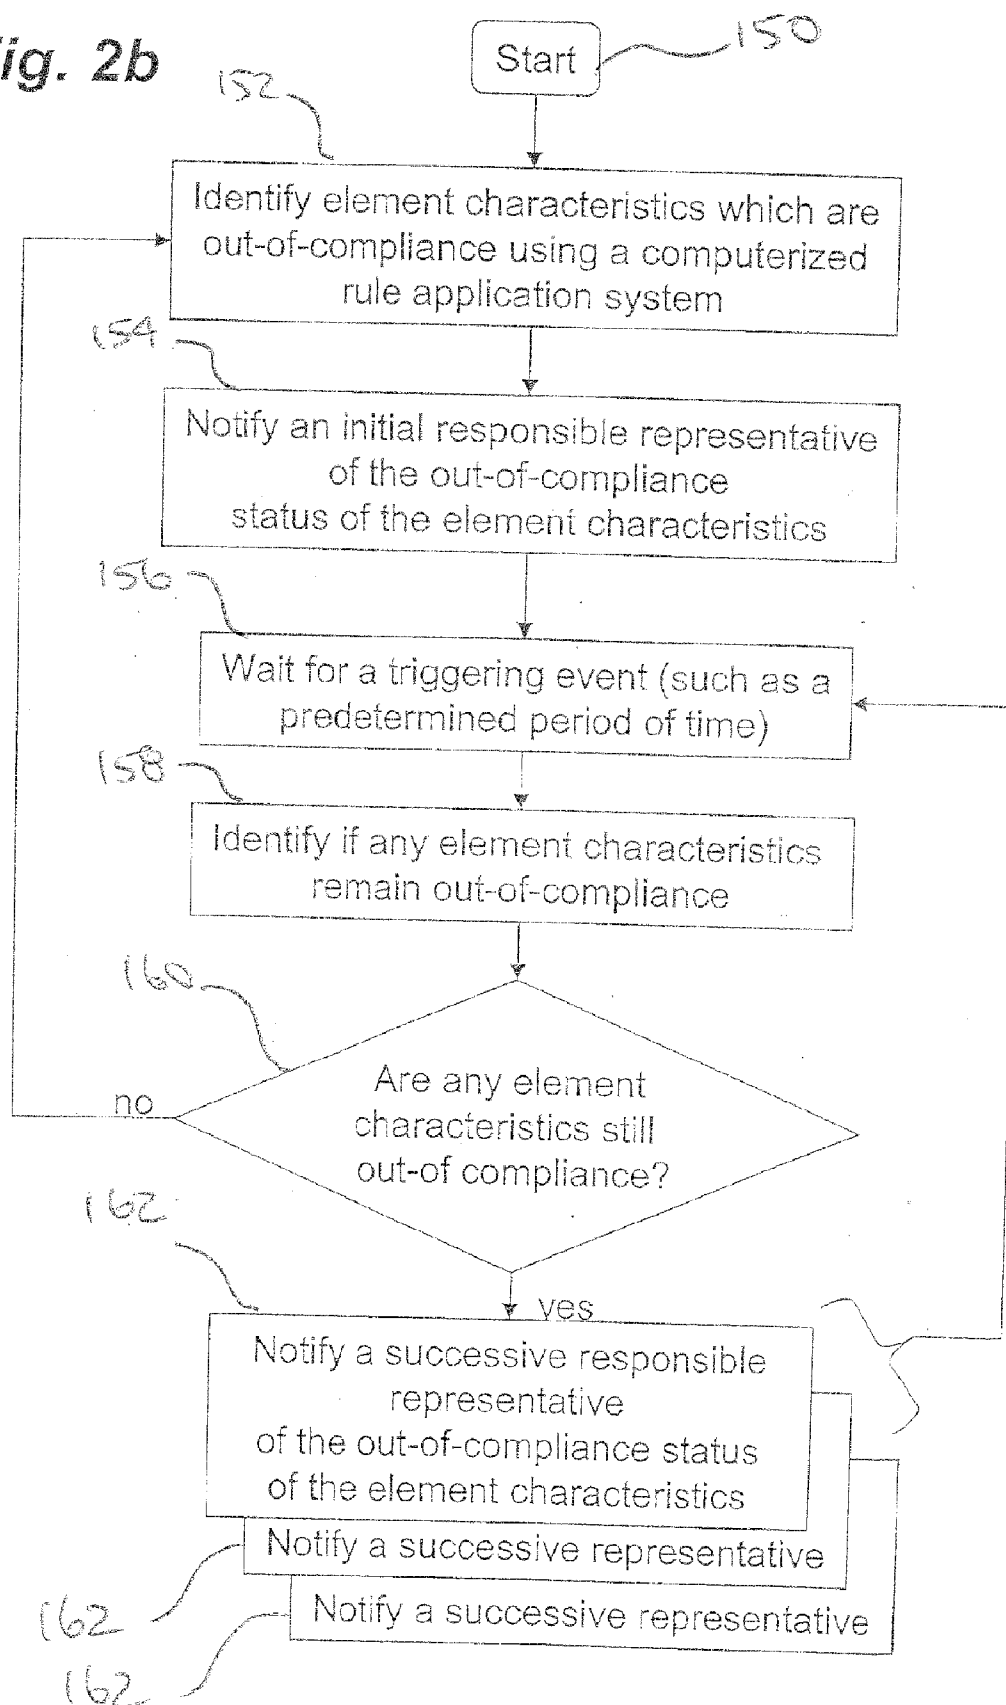 ig. 2b
Start
150
152
Identify element characteristics which are
out-of-compliance using a computerized
rule application system
154
Notify an initial responsible representative
of the out-of-compliance
status of the element characteristics
156
Wait for a triggering event (such as a
predetermined period of time)
158
Identify if any element characteristics
remain out-of-compliance
160
Are any element
characteristics still
out-of compliance?
no
162
yes
Notify a successive responsible
representative
of the out-of-compliance status
of the element characteristics
Notify a successive representative
162
Notify a successive representative
162